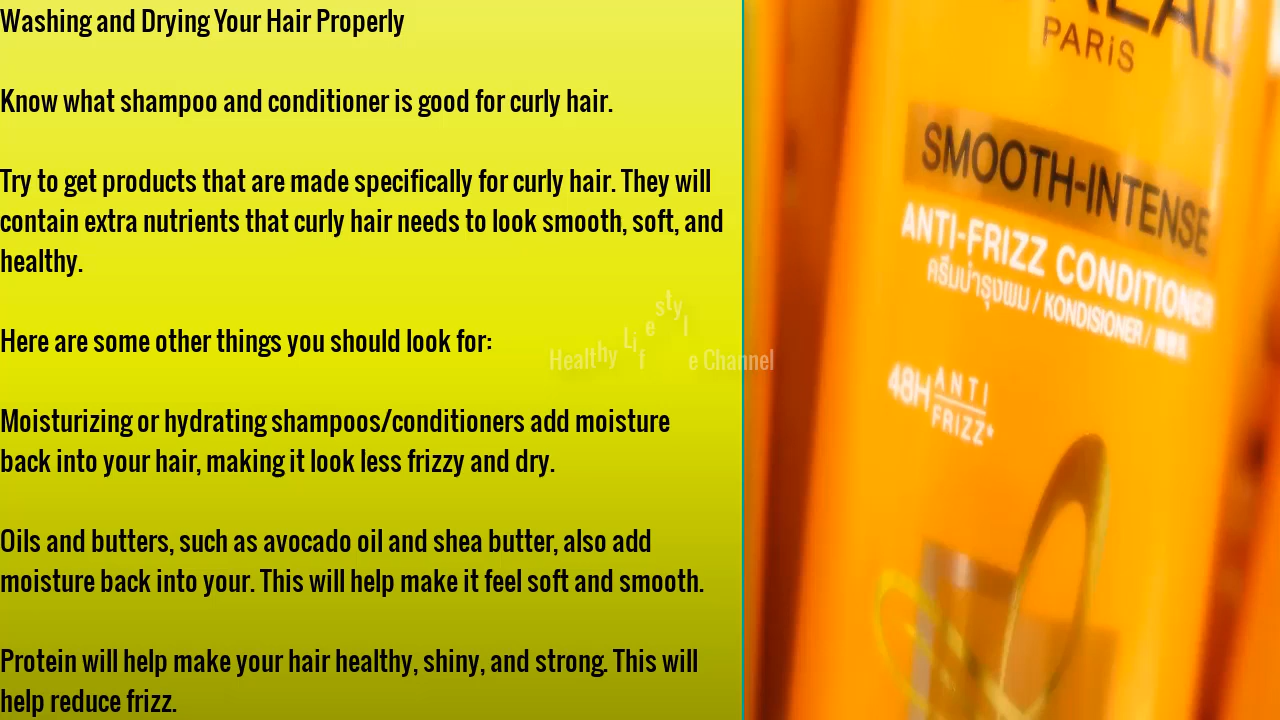 Washing and Drying Your Hair Properly
Know what shampoo and conditioner is good for curly hair.
Try to get products that are made specifically for curly hair. They will
contain extra nutrients that curly hair needs to look smooth, soft, and
healthy.
Here are some other things you should look for:
Moisturizing or hydrating shampoos/conditioners add moisture
back into your hair, making it look less frizzy and dry.
Oils and butters, such as avocado oil and shea butter, also add
moisture back into your. This will help make it feel soft and smooth.
Protein will help make your hair healthy, shiny, and strong. This will
help reduce frizz.
Healthy Lifestyle Channel
PARiS
SMOOTH-INTENSE
ANTI-FRIZZ CONDITIONER
ครีมบำรุงผม / KONDISIONER /
48H ANTI
FRIZZ*